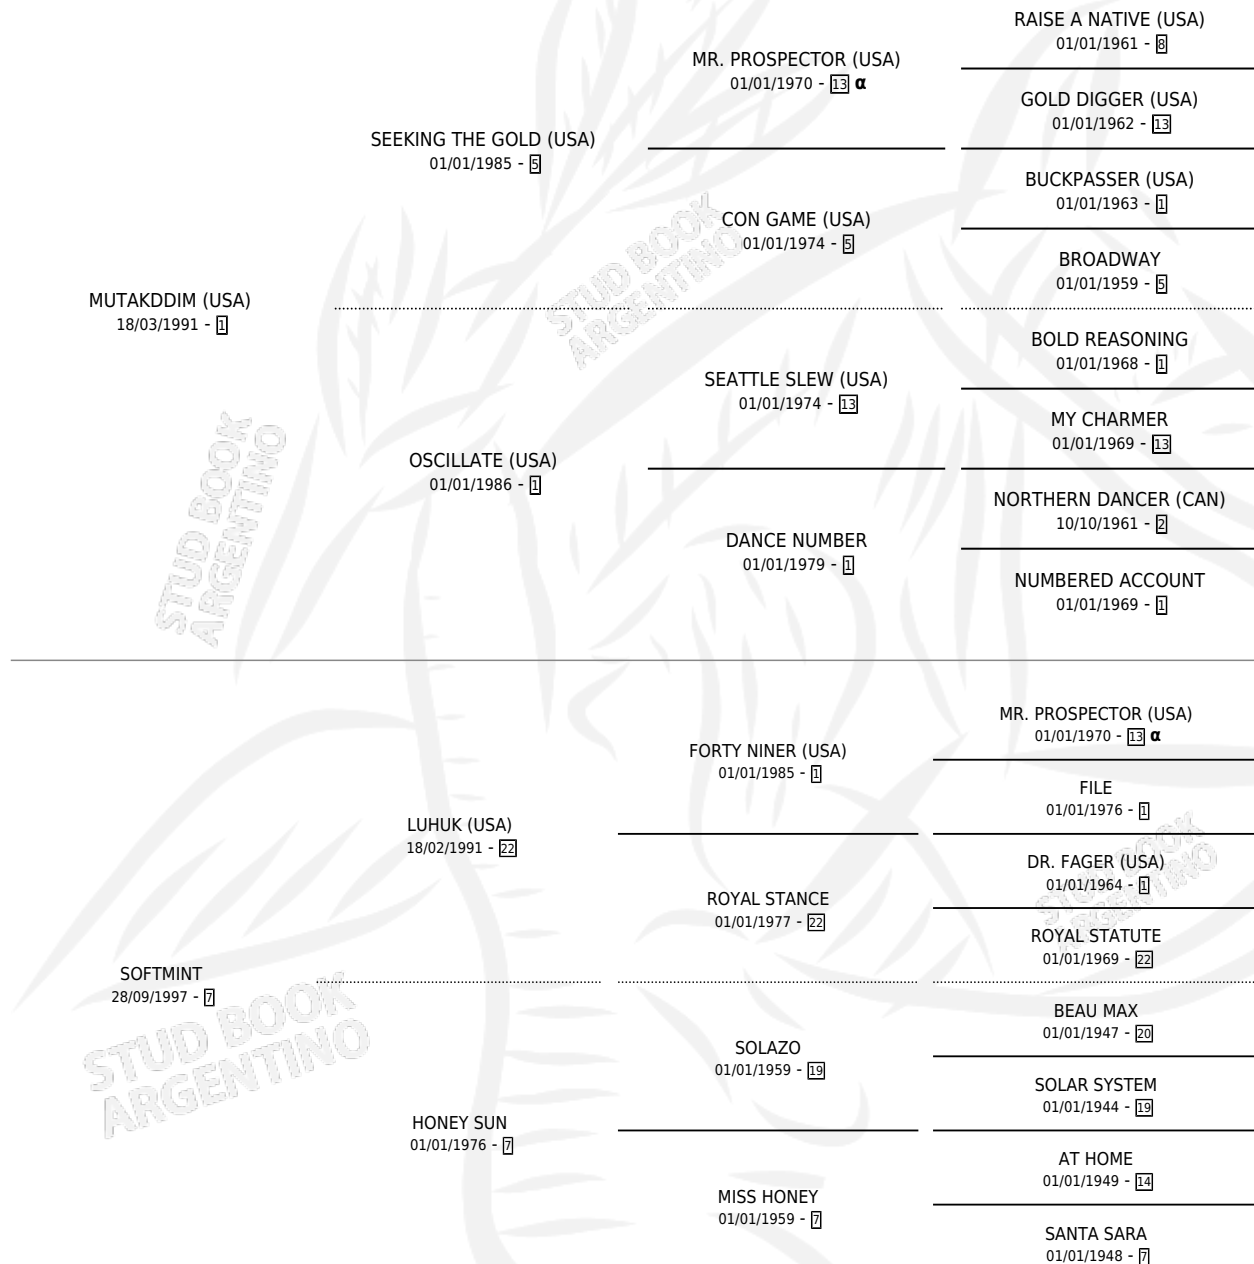 RAISE A NATIVE (USA)
01/01/1961 - 8
MR. PROSPECTOR (USA)
01/01/1970 - 13 α
GOLD DIGGER (USA)
01/01/1962 - 13
SEEKING THE GOLD (USA)
01/01/1985 - 5
BUCKPASSER (USA)
01/01/1963 - 1
CON GAME (USA)
01/01/1974 - 5
BROADWAY
01/01/1959 - 5
MUTAKDDIM (USA)
18/03/1991 - 1
BOLD REASONING
01/01/1968 - 1
SEATTLE SLEW (USA)
01/01/1974 - 13
MY CHARMER
01/01/1969 - 13
OSCILLATE (USA)
01/01/1986 - 1
NORTHERN DANCER (CAN)
10/10/1961 - 2
DANCE NUMBER
01/01/1979 - 1
NUMBERED ACCOUNT
01/01/1969 - 1
MR. PROSPECTOR (USA)
01/01/1970 - 13 α
FORTY NINER (USA)
01/01/1985 - 1
FILE
01/01/1976 - 1
LUHUK (USA)
18/02/1991 - 22
DR. FAGER (USA)
01/01/1964 - 1
ROYAL STANCE
01/01/1977 - 22
ROYAL STATUTE
01/01/1969 - 22
SOFTMINT
28/09/1997 - 7
BEAU MAX
01/01/1947 - 20
SOLAZO
01/01/1959 - 19
SOLAR SYSTEM
01/01/1944 - 19
HONEY SUN
01/01/1976 - 7
AT HOME
01/01/1949 - 14
MISS HONEY
01/01/1959 - 7
SANTA SARA
01/01/1948 - 7
STUD BOOK
ARGENTINO
STUD BOOK
ARGENTINO
STUD BOOK
ARGENTINO
STUD BOOK
ARGENTINO